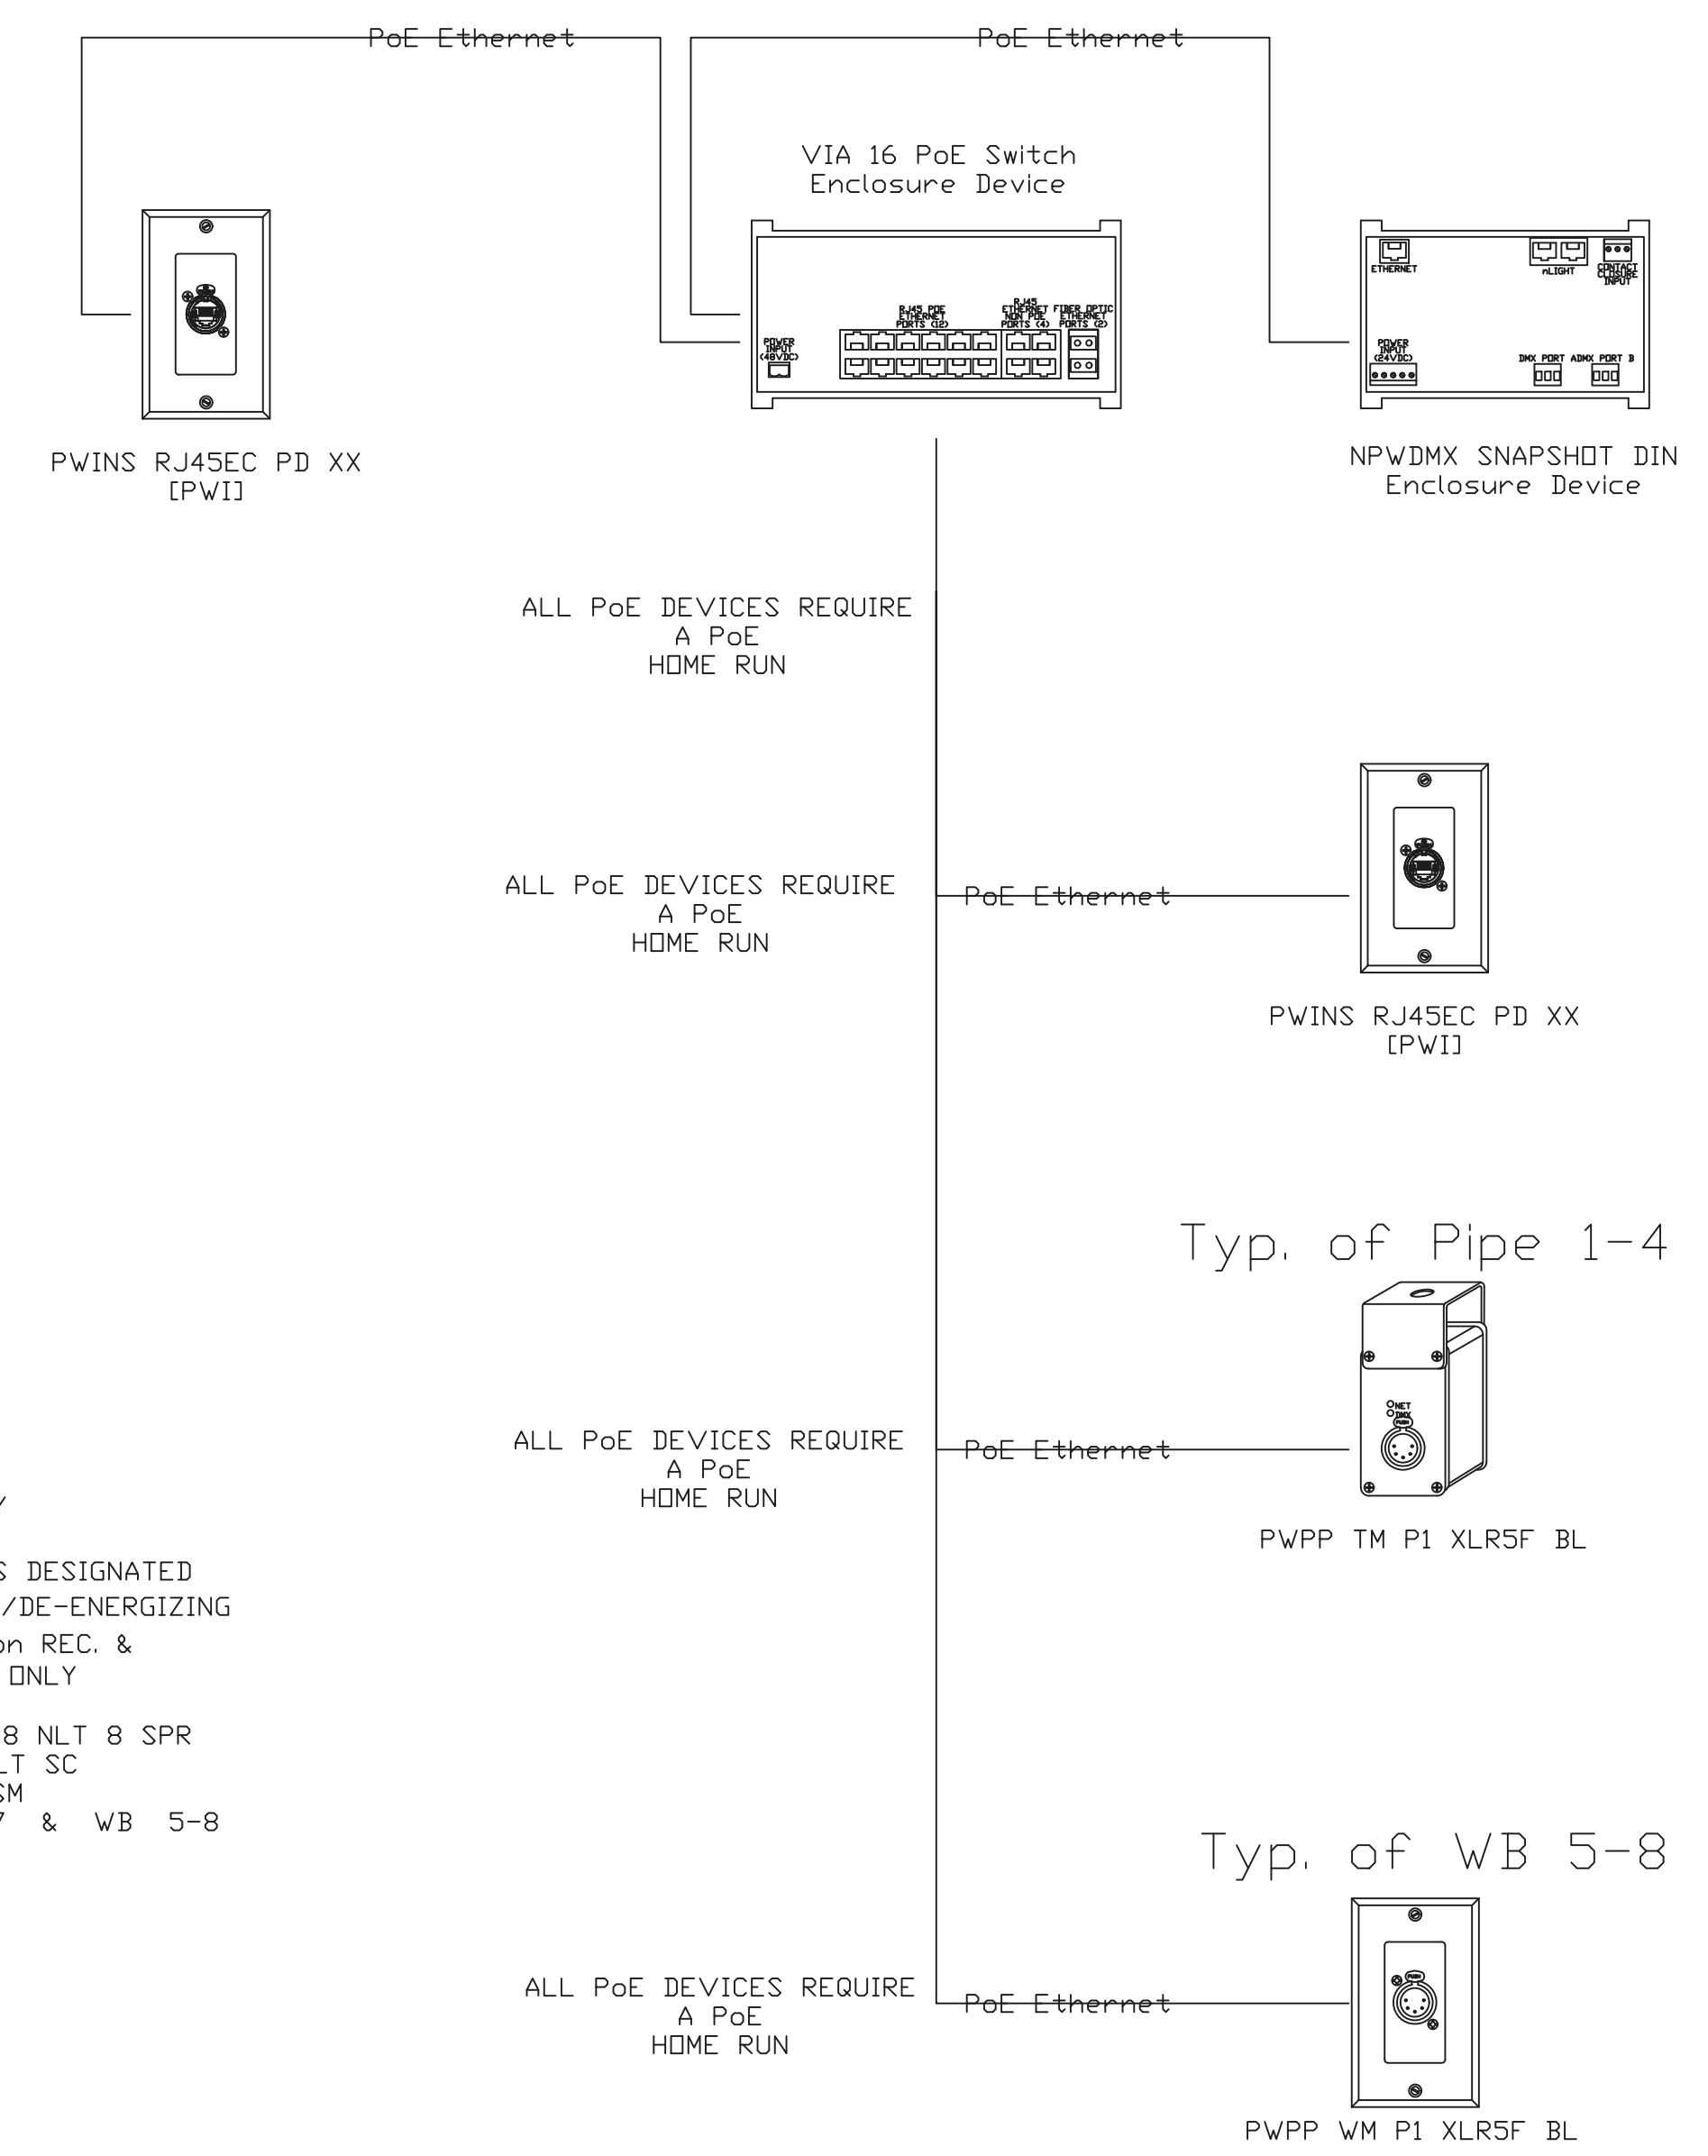 PoE Ethernet
PoE Ethernet
VIA 16 PoE Switch
Enclosure Device
RJ45 POE
ETHERNET
PORTS (12)
RJ45
ETHERNET
NON POE
PORTS (4)
FIBER OPTIC
ETHERNET
PORTS (2)
POWER
INPUT
(48VDC)
ETHERNET
nLIGHT
CONTACT
CLOSURE
INPUT
POWER
INPUT
(24VDC)
DMX PORT A
DMX PORT B
PWINS RJ45EC PD XX
[PWI]
NPWDMX SNAPSHOT DIN
Enclosure Device
ALL PoE DEVICES REQUIRE
A PoE
HOME RUN
ALL PoE DEVICES REQUIRE
A PoE
HOME RUN
PoE Ethernet
PWINS RJ45EC PD XX
[PWI]
Typ. of Pipe 1-4
NET
DMX
PUSH
ALL PoE DEVICES REQUIRE
A PoE
HOME RUN
PoE Ethernet
PWPP TM P1 XLR5F BL
Y
S DESIGNATED
/DE-ENERGIZING
on REC. &
ONLY
8 NLT 8 SPR
LT SC
SM
7 & WB 5-8
Typ. of WB 5-8
PUSH
ALL PoE DEVICES REQUIRE
A PoE
HOME RUN
PoE Ethernet
PWPP WM P1 XLR5F BL